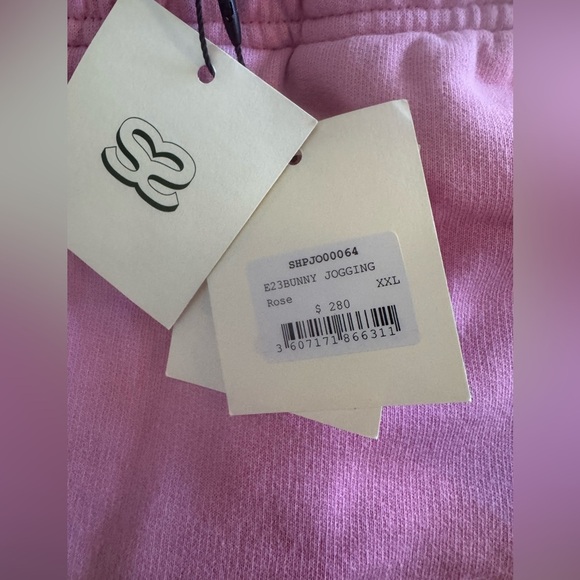 SHPJO00064
E23BUNNY JOGGING
Rose XXL
$ 280
3 607171 866311